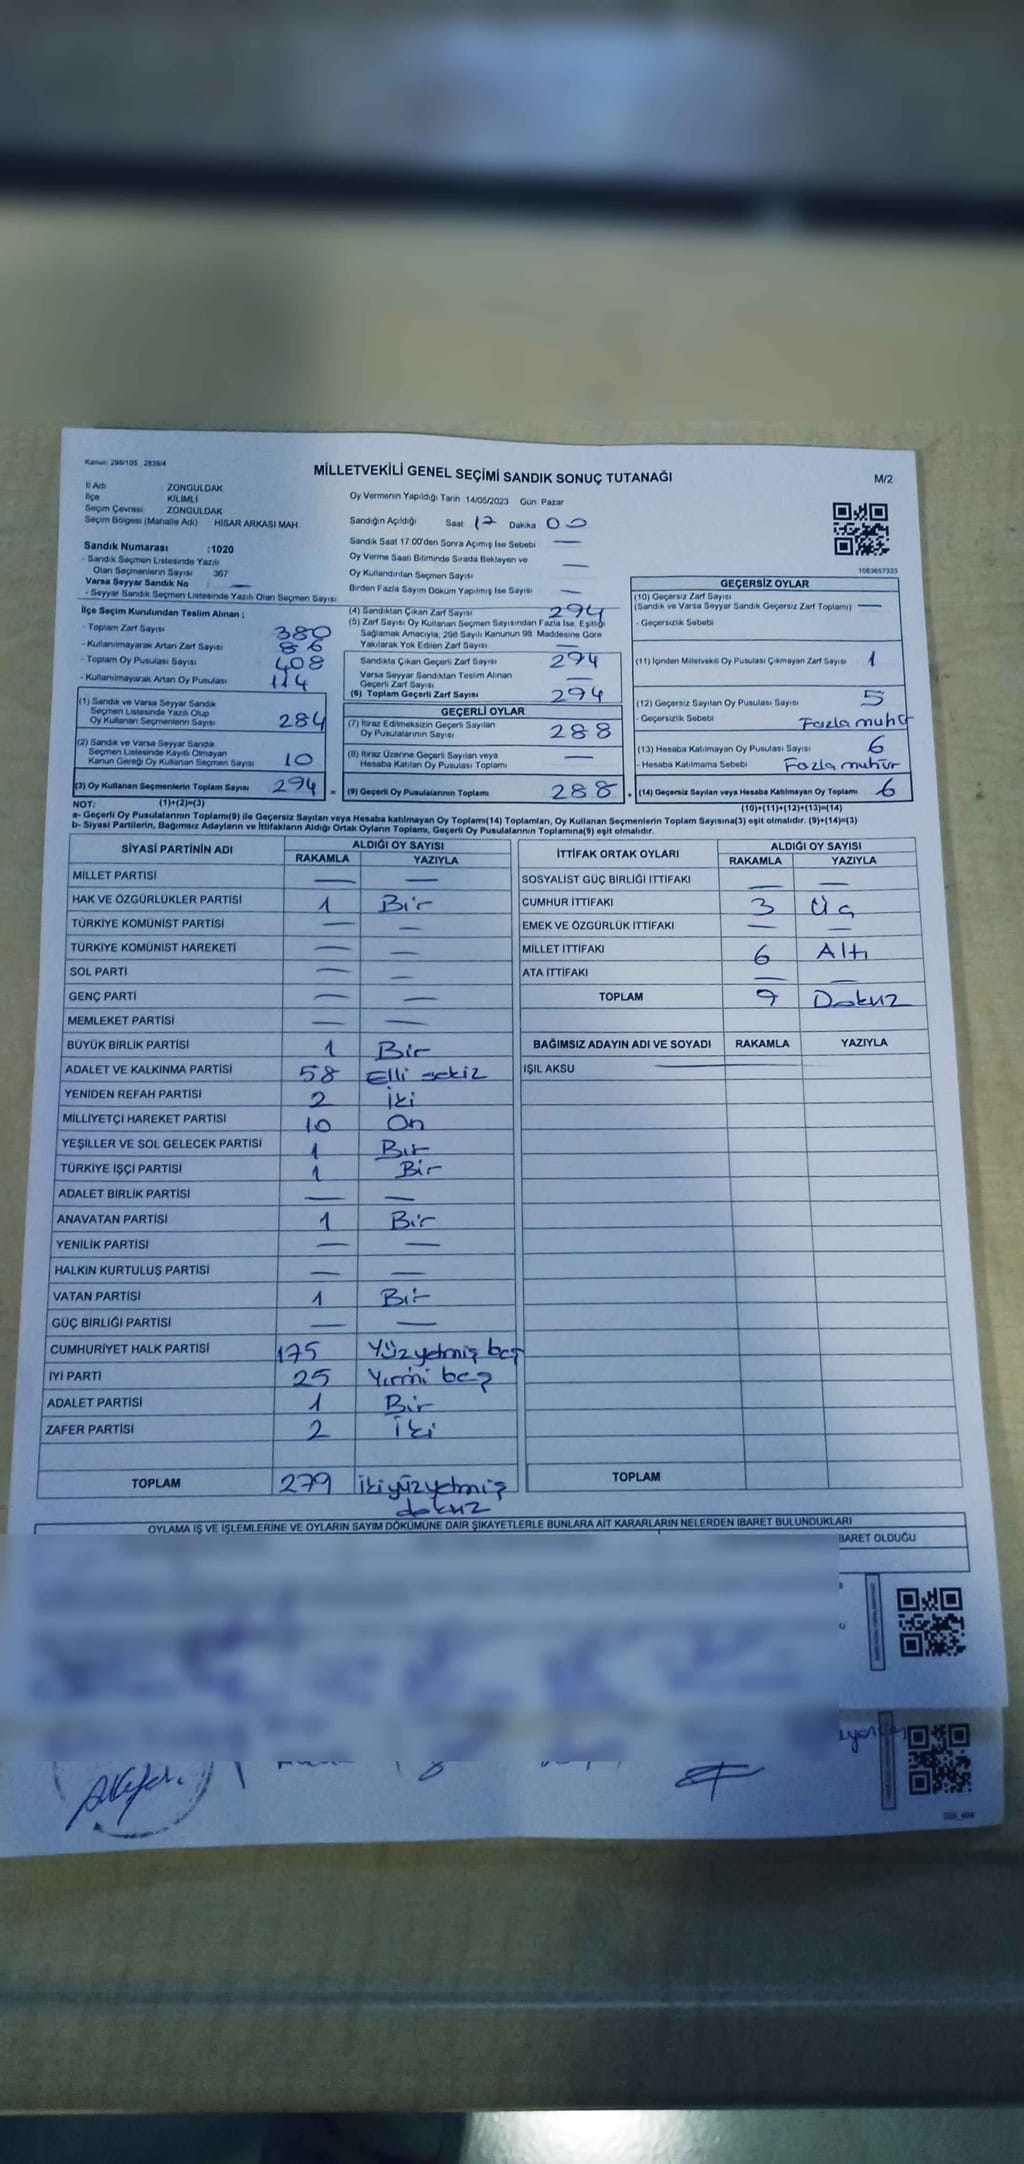 Kanun: 298/105 , 2839/4
MİLLETVEKİLİ GENEL SEÇİMİ SANDIK SONUÇ TUTANAĞI
M/2
İl Adı ZONGULDAK
İlçe KİLİMLİ
Seçim Çevresi ZONGULDAK
Seçim Bölgesi (Mahalle Adı) HİSAR ARKASI MAH.
Oy Vermenin Yapıldığı Tarih :14/05/2023 Gün: Pazar
Sandığın Açıldığı Saat 17 Dakika 00
Sandık Saat 17:00'den Sonra Açılmış İse Sebebi —
Oy Verme Saati Bitiminde Sırada Bekleyen ve
Oy Kullandırılan Seçmen Sayısı —
Birden Fazla Sayım Döküm Yapılmış İse Sayısı —
1083657333
Sandık Numarası :1020
- Sandık Seçmen Listesinde Yazılı
Olan Seçmenlerin Sayısı 367
Varsa Seyyar Sandık No —
- Seyyar Sandık Seçmen Listesinde Yazılı Olan Seçmen Sayısı
İlçe Seçim Kurulundan Teslim Alınan ;
- Toplam Zarf Sayısı 380
- Kullanılmayarak Artan Zarf Sayısı 86
- Toplam Oy Pusulası Sayısı 408
- Kullanılmayarak Artan Oy Pusulası 114
(1) Sandık ve Varsa Seyyar Sandık
Seçmen Listesinde Yazılı Olup
Oy Kullanan Seçmenlerin Sayısı 284
(2) Sandık ve Varsa Seyyar Sandık
Seçmen Listesinde Kayıtlı Olmayan
Kanun Gereği Oy Kullanan Seçmen Sayısı 10
(3) Oy Kullanan Seçmenlerin Toplam Sayısı 294 =
(4) Sandıktan Çıkan Zarf Sayısı 294
(5) Zarf Sayısı Oy Kullanan Seçmen Sayısından Fazla İse, Eşitliği
Sağlamak Amacıyla, 298 Sayılı Kanunun 98. Maddesine Göre
Yakılarak Yok Edilen Zarf Sayısı —
Sandıkta Çıkan Geçerli Zarf Sayısı 294
Varsa Seyyar Sandıktan Teslim Alınan
Geçerli Zarf Sayısı —
(6) Toplam Geçerli Zarf Sayısı 294
GEÇERLİ OYLAR
(7) İtiraz Edilmeksizin Geçerli Sayılan
Oy Pusulalarının Sayısı 288
(8) İtiraz Üzerine Geçerli Sayılan veya
Hesaba Katılan Oy Pusulası Toplamı —
(9) Geçerli Oy Pusulalarının Toplamı 288 +
GEÇERSİZ OYLAR
(10) Geçersiz Zarf Sayısı
(Sandık ve Varsa Seyyar Sandık Geçersiz Zarf Toplamı) —
- Geçersizlik Sebebi
(11) İçinden Milletvekili Oy Pusulası Çıkmayan Zarf Sayısı 1
(12) Geçersiz Sayılan Oy Pusulası Sayısı 5
- Geçersizlik Sebebi Fazla
(13) Hesaba Katılmayan Oy Pusulası Sayısı 6
- Hesaba Katılmama Sebebi Fazla mühür
(14) Geçersiz Sayılan veya Hesaba Katılmayan Oy Toplamı 6
NOT: (1)+(2)=(3)
(10)+(11)+(12)+(13)=(14)
a- Geçerli Oy Pusulalarının Toplamı(9) ile Geçersiz Sayılan veya Hesaba katılmayan Oy Toplamı(14) Toplamları, Oy Kullanan Seçmenlerin Toplam Sayısına(3) eşit olmalıdır. (9)+(14)=(3)
b- Siyasi Partilerin, Bağımsız Adayların ve İttifakların Aldığı Ortak Oyların Toplamı, Geçerli Oy Pusulalarının Toplamına(9) eşit olmalıdır.
SİYASİ PARTİNİN ADI ALDIĞI OY SAYISI
RAKAMLA YAZIYLA
MİLLET PARTİSİ — —
HAK VE ÖZGÜRLÜKLER PARTİSİ 1 Bir
TÜRKİYE KOMÜNİST PARTİSİ — —
TÜRKİYE KOMÜNİST HAREKETİ — —
SOL PARTİ — —
GENÇ PARTİ — —
MEMLEKET PARTİSİ — —
BÜYÜK BİRLİK PARTİSİ 1 Bir
ADALET VE KALKINMA PARTİSİ 58 Elli sekiz
YENİDEN REFAH PARTİSİ 2 İki
MİLLİYETÇİ HAREKET PARTİSİ 10 On
YEŞİLLER VE SOL GELECEK PARTİSİ 1 Bir
TÜRKİYE İŞÇİ PARTİSİ 1 Bir
ADALET BİRLİK PARTİSİ — —
ANAVATAN PARTİSİ 1 Bir
YENİLİK PARTİSİ — —
HALKIN KURTULUŞ PARTİSİ — —
VATAN PARTİSİ 1 Bir
GÜÇ BİRLİĞİ PARTİSİ — —
CUMHURİYET HALK PARTİSİ 175 Yüzyetmiş beş
İYİ PARTİ 25 Yirmi beş
ADALET PARTİSİ 1 Bir
ZAFER PARTİSİ 2 İki
TOPLAM 279 ikiyüzyetmiş
dokuz
İTTİFAK ORTAK OYLARI ALDIĞI OY SAYISI
RAKAMLA YAZIYLA
SOSYALİST GÜÇ BİRLİĞİ İTTİFAKI — —
CUMHUR İTTİFAKI 3 Üç
EMEK VE ÖZGÜRLÜK İTTİFAKI — —
MİLLET İTTİFAKI 6 Altı
ATA İTTİFAKI — —
TOPLAM 9 Dokuz
BAĞIMSIZ ADAYIN ADI VE SOYADI RAKAMLA YAZIYLA
IŞIL AKSU —
TOPLAM
OYLAMA İŞ VE İŞLEMLERİNE VE OYLARIN SAYIM DÖKÜMÜNE DAİR ŞİKAYETLERLE BUNLARA AİT KARARLARIN NELERDEN İBARET BULUNDUKLARI
BARET OLDUĞU